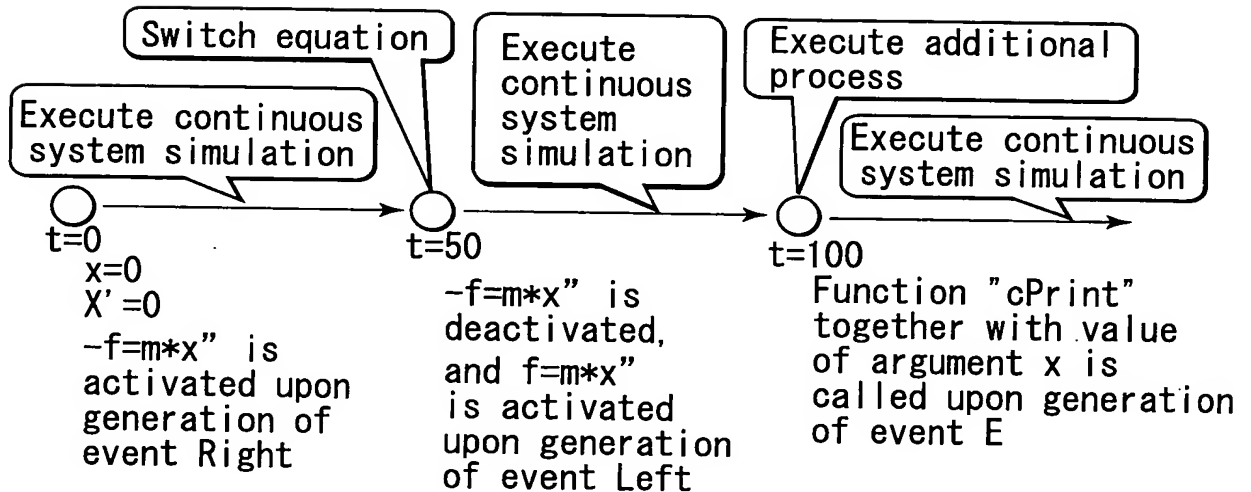 Switch equation
Execute
continuous
system
simulation
Execute additional
process
Execute continuous
system simulation
Execute continuous
system simulation
t=0
x=0
X'=0
-f=m*x” is
activated upon
generation of
event Right
t=50
-f=m*x” is
deactivated,
and f=m*x”
is activated
upon generation
of event Left
t=100
Function "cPrint"
together with value
of argument x is
called upon generation
of event E